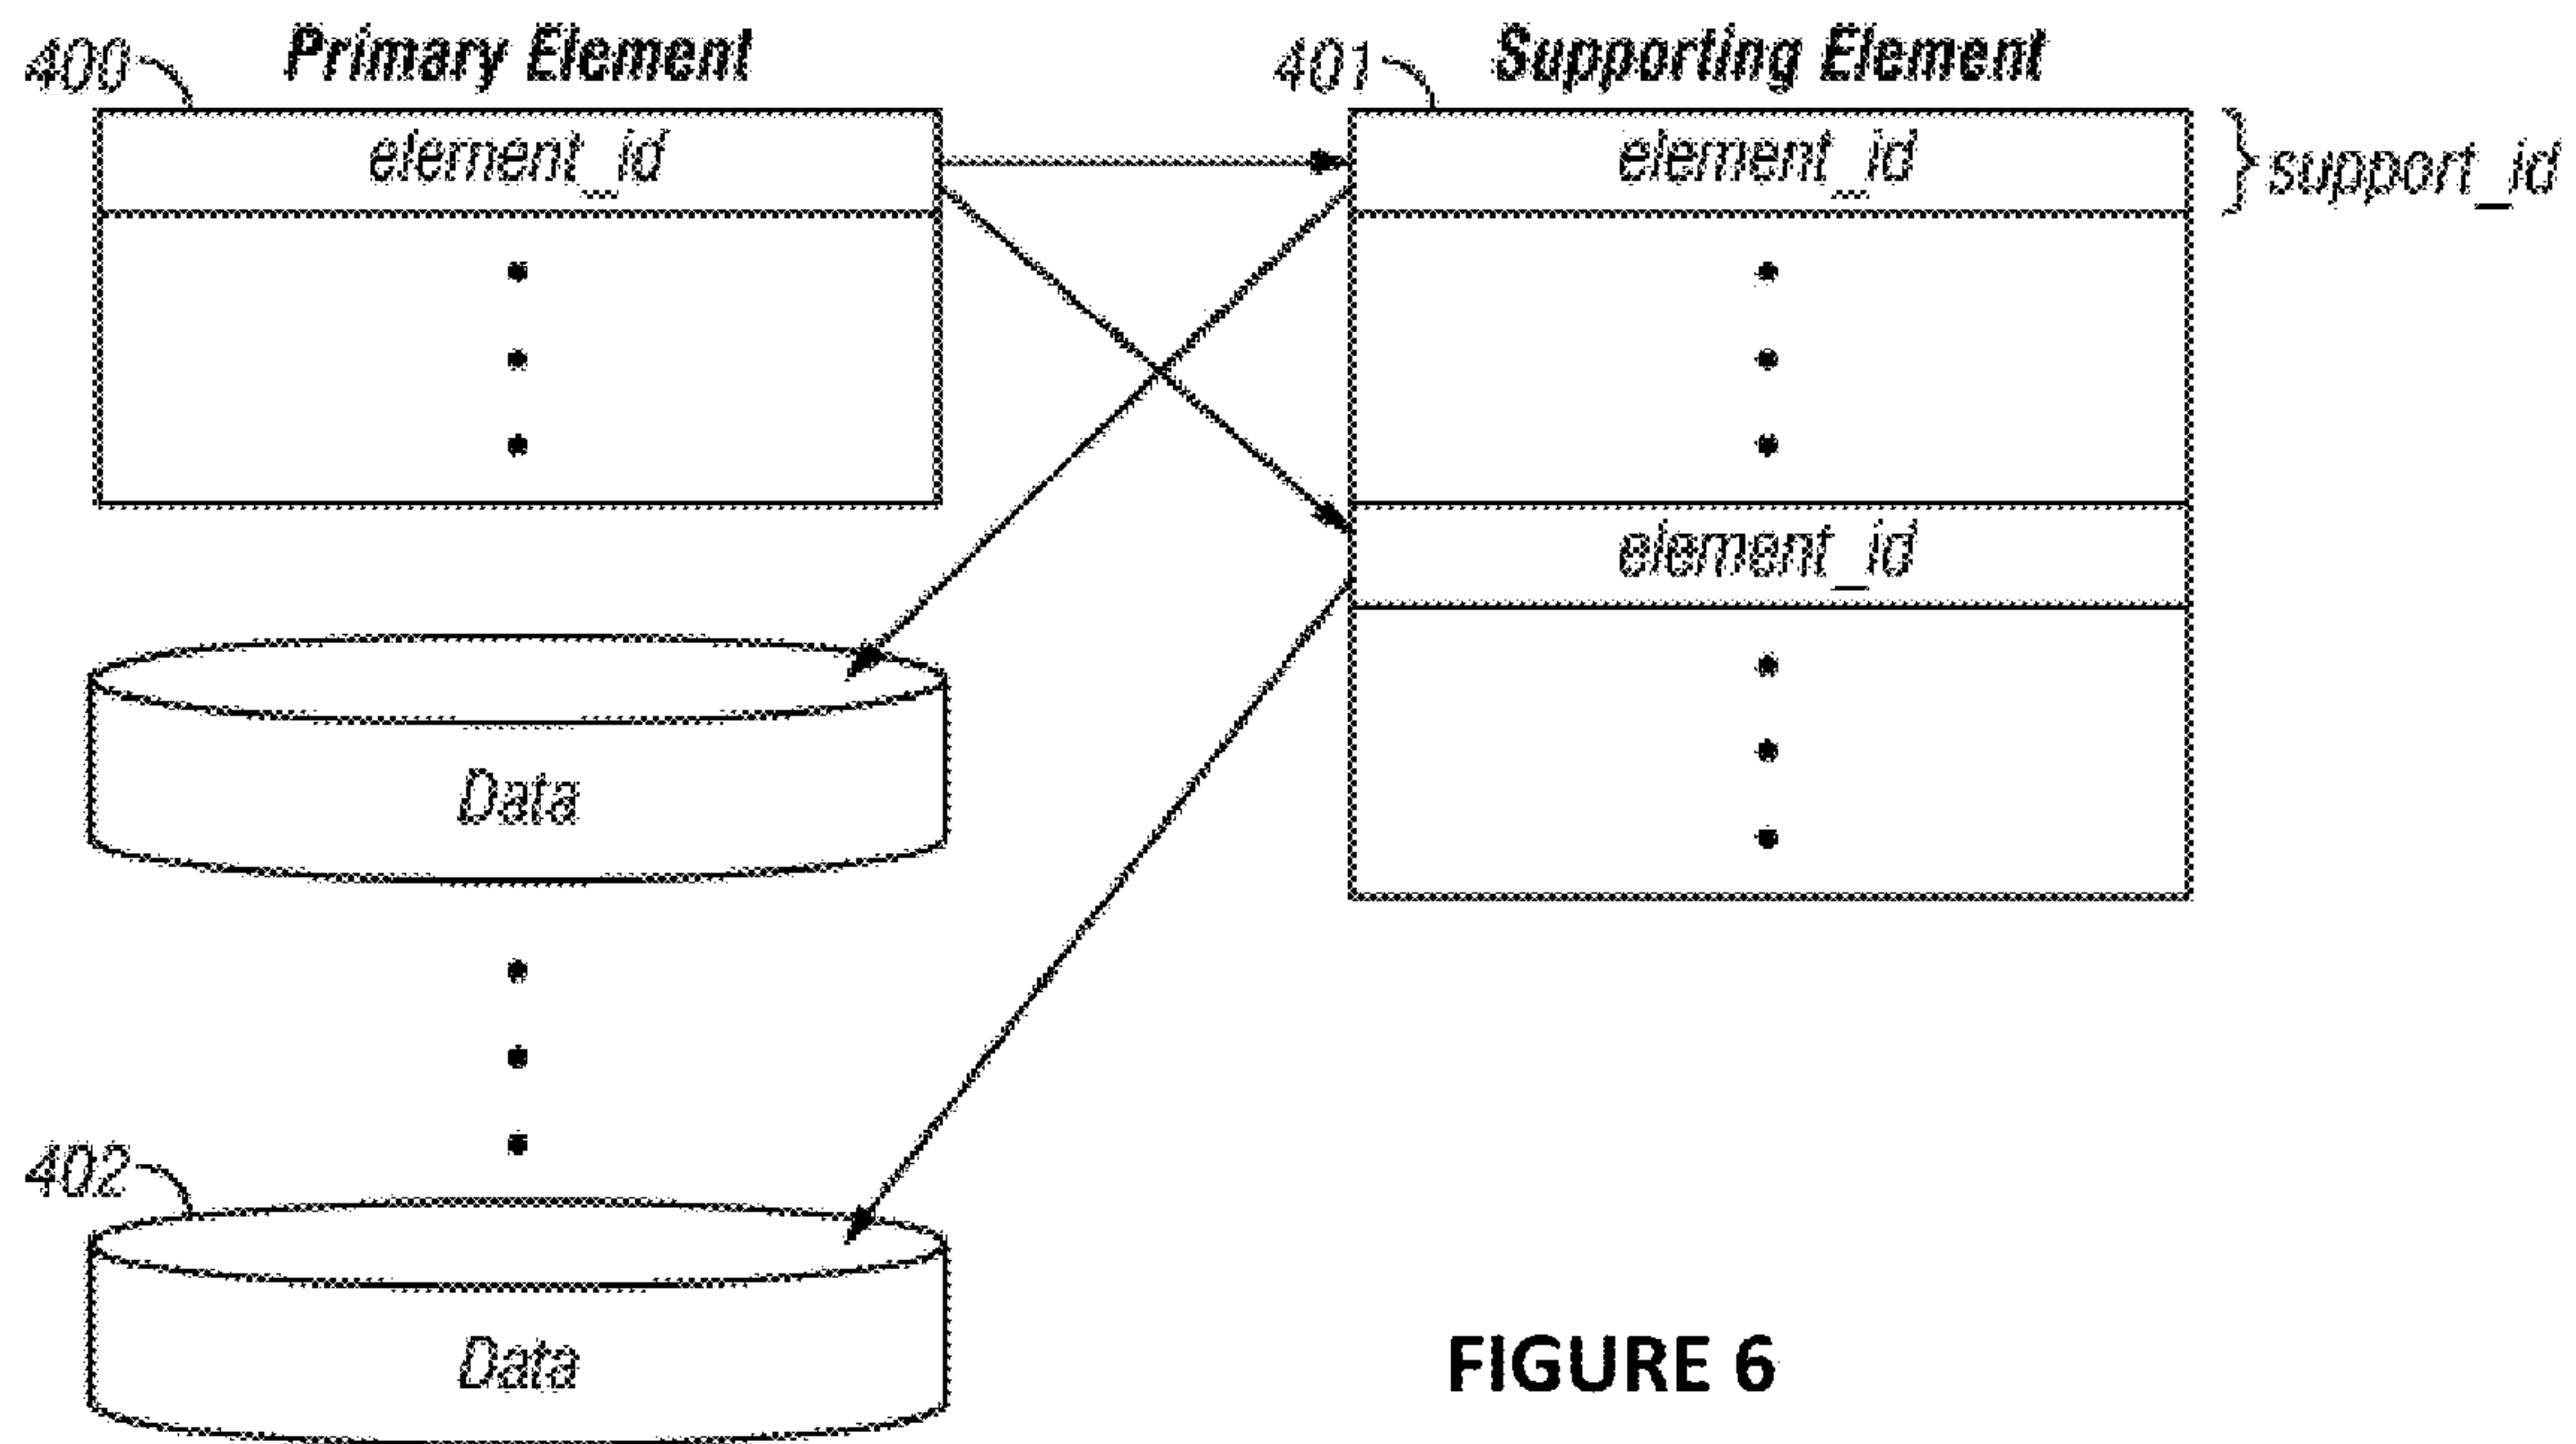 400 Primary Element
401 Supporting Element
element_id
element_id
support_id
element_id
Data
402
Data
FIGURE 6